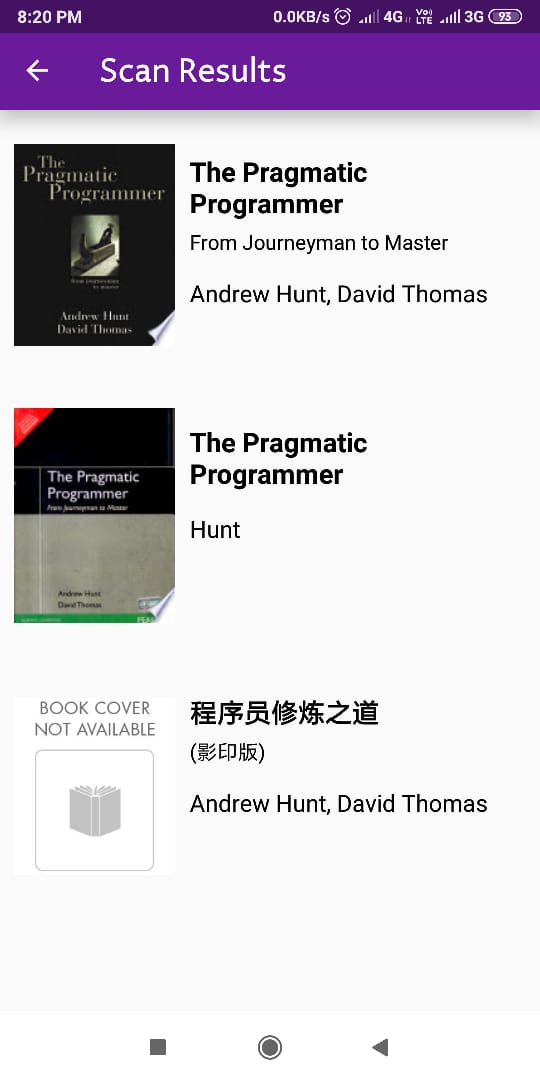 8:20 PM
0.0KB/s 4G Vo) LTE 3G 93
Scan Results
The
Pragmatic
Programmer
from journeyman
to master
Andrew Hunt
David Thomas
The Pragmatic
Programmer
From Journeyman to Master
Andrew Hunt, David Thomas
The Pragmatic
Programmer
From Journeyman to Master
Andrew Hunt
David Thomas
The Pragmatic
Programmer
Hunt
BOOK COVER
NOT AVAILABLE
程序员修炼之道
(影印版)
Andrew Hunt, David Thomas